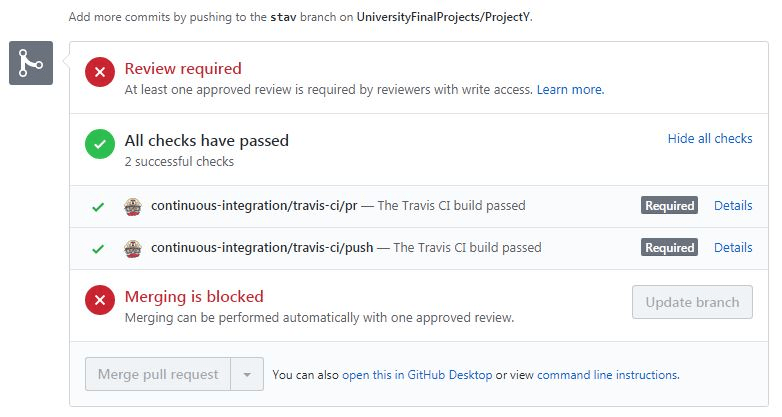 Add more commits by pushing to the stav branch on UniversityFinalProjects/ProjectY.
Review required
At least one approved review is required by reviewers with write access. Learn more.
All checks have passed
Hide all checks
2 successful checks
continuous-integration/travis-ci/pr — The Travis CI build passed Required Details
continuous-integration/travis-ci/push — The Travis CI build passed Required Details
Merging is blocked
Update branch
Merging can be performed automatically with one approved review.
Merge pull request You can also open this in GitHub Desktop or view command line instructions.